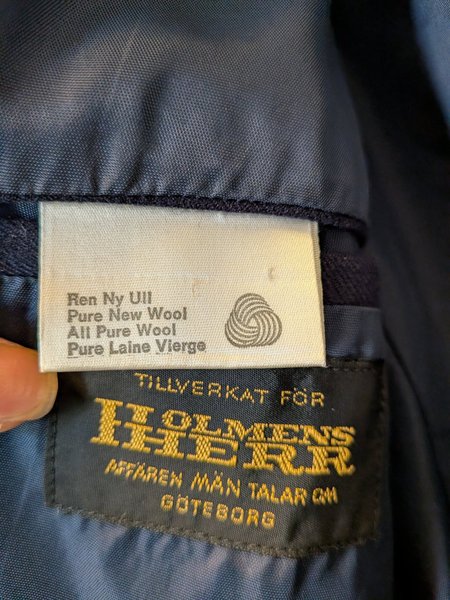 Ren Ny Ull
Pure New Wool
All Pure Wool
Pure Laine Vierge
TILLVERKAT FÖR
HOLMENS
HERR
AFFÄREN MÄN TALAR OM
GÖTEBORG